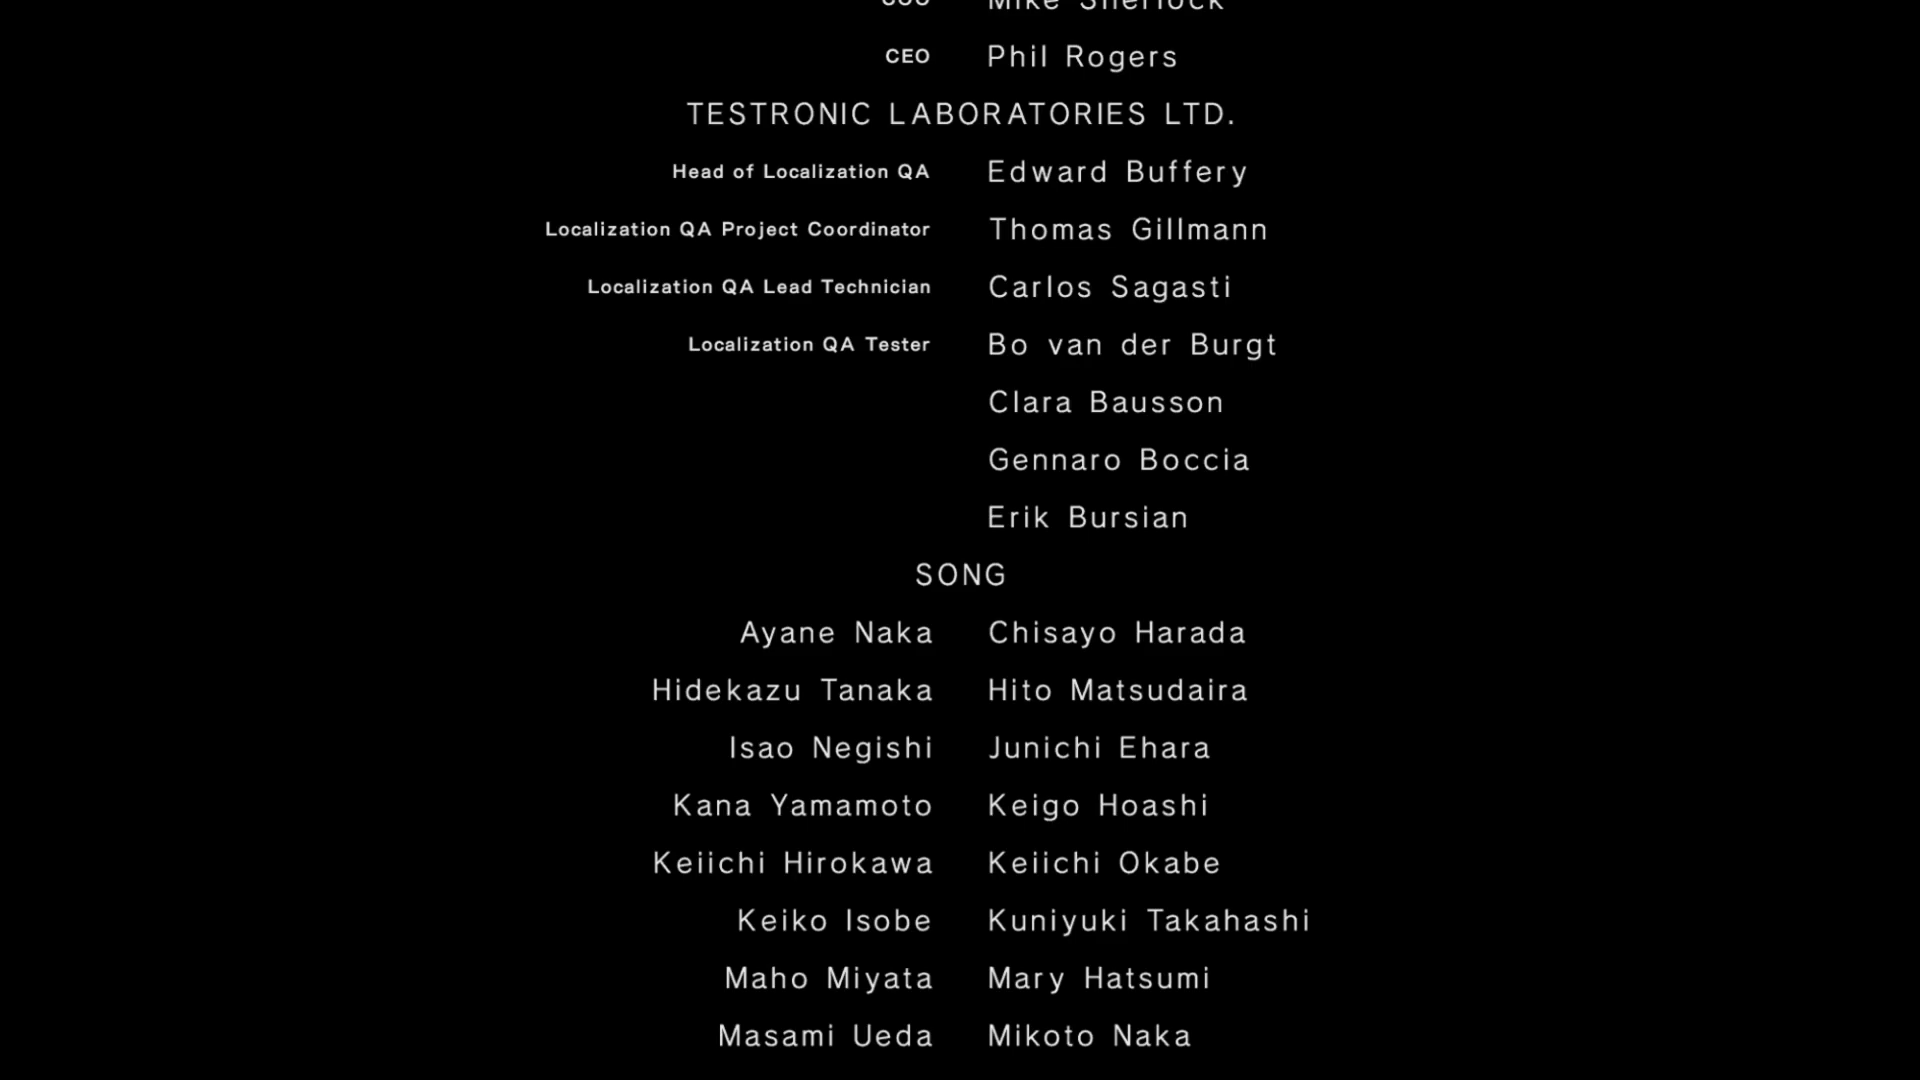 Mike Sherlock
CEO Phil Rogers
TESTRONIC LABORATORIES LTD.
Head of Localization QA Edward Buffery
Localization QA Project Coordinator Thomas Gillmann
Localization QA Lead Technician Carlos Sagasti
Localization QA Tester Bo van der Burgt
Clara Bausson
Gennaro Boccia
Erik Bursian
SONG
Ayane Naka Chisayo Harada
Hidekazu Tanaka Hito Matsudaira
Isao Negishi Junichi Ehara
Kana Yamamoto Keigo Hoashi
Keiichi Hirokawa Keiichi Okabe
Keiko Isobe Kuniyuki Takahashi
Maho Miyata Mary Hatsumi
Masami Ueda Mikoto Naka